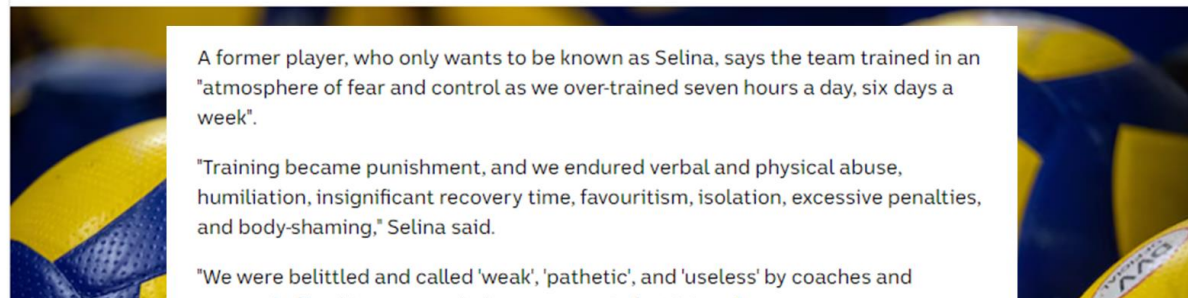 A former player, who only wants to be known as Selina, says the team trained in an
"atmosphere of fear and control as we over-trained seven hours a day, six days a
week".
"Training became punishment, and we endured verbal and physical abuse,
humiliation, insignificant recovery time, favouritism, isolation, excessive penalties,
and body-shaming," Selina said.
"We were belittled and called 'weak', 'pathetic', and 'useless' by coaches and
DVV
OFFICIAL